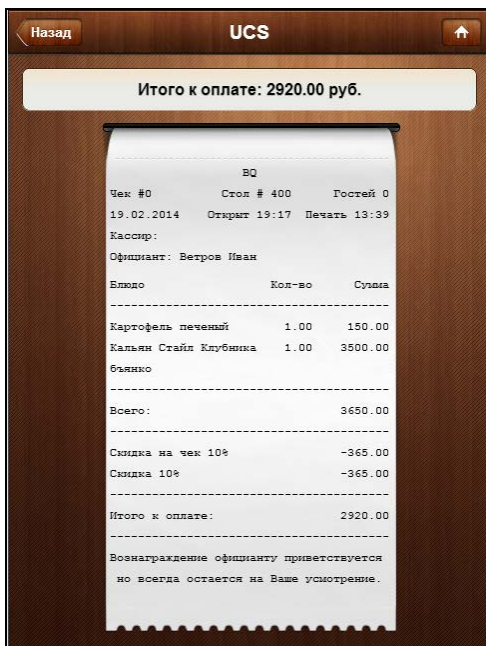 Назад
UCS
Итого к оплате: 2920.00 руб.
BQ
Чек #0 Стол # 400 Гостей 0
19.02.2014 Открыт 19:17 Печать 13:39
Кассир:
Официант: Ветров Иван
Блюдо Кол-во Сумма
Картофель печеный 1.00 150.00
Кальян Стайл Клубника 1.00 3500.00
бъянко
Всего: 3650.00
Скидка на чек 10% -365.00
Скидка 10% -365.00
Итого к оплате: 2920.00
Вознаграждение официанту приветствуется
но всегда остается на Ваше усмотрение.